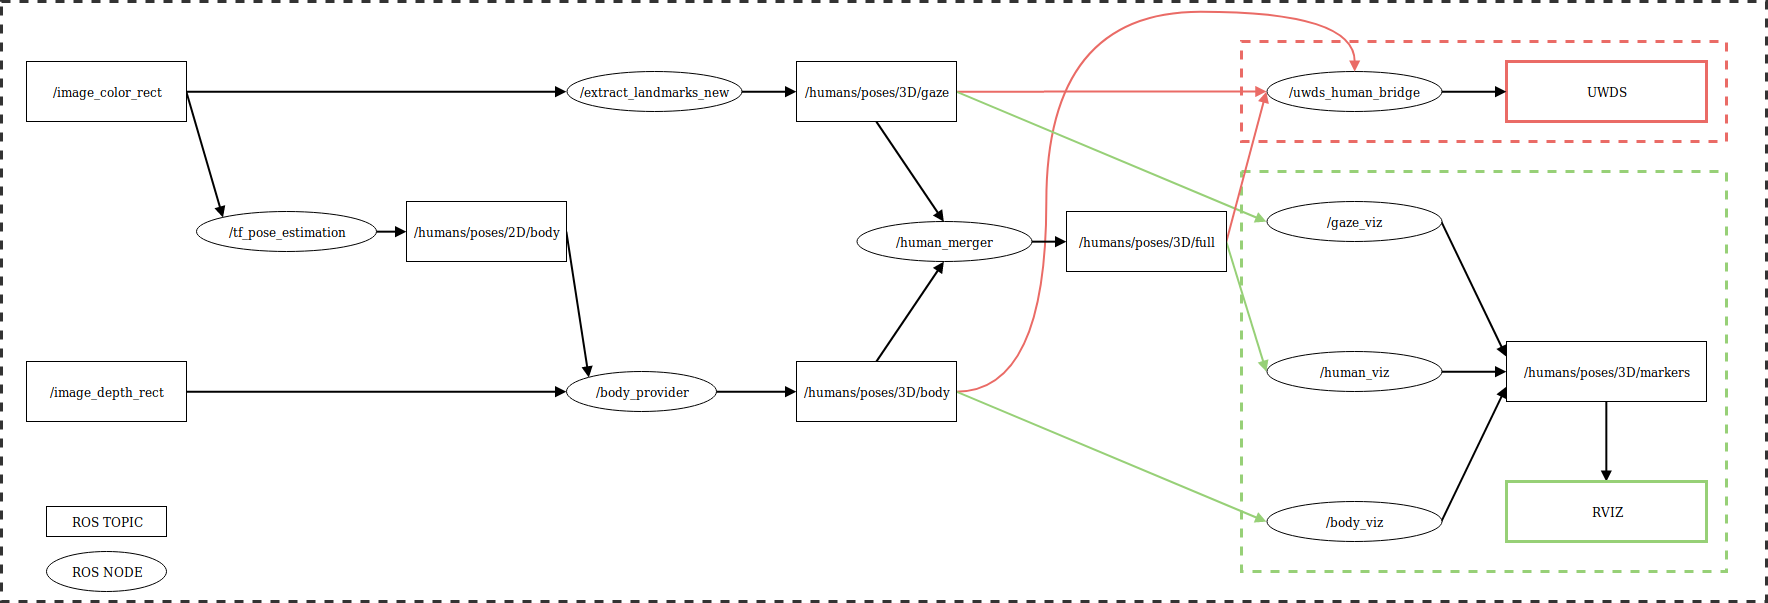 /image_color_rect
/extract_landmarks_new
/humans/poses/3D/gaze
/uwds_human_bridge
UWDS
/tf_pose_estimation
/humans/poses/2D/body
/human_merger
/humans/poses/3D/full
/gaze_viz
/image_depth_rect
/body_provider
/humans/poses/3D/body
/human_viz
/humans/poses/3D/markers
/body_viz
RVIZ
ROS TOPIC
ROS NODE